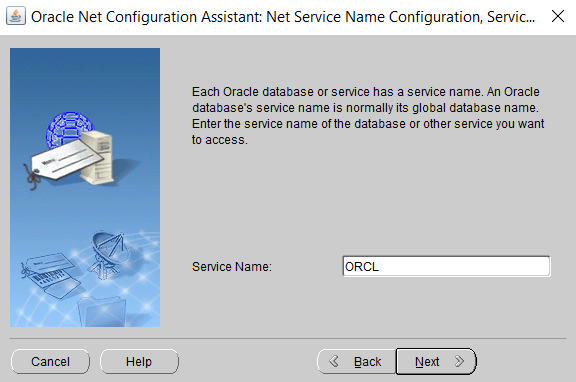 Oracle Net Configuration Assistant: Net Service Name Configuration, Servic...
Each Oracle database or service has a service name. An Oracle
database's service name is normally its global database name.
Enter the service name of the database or other service you want
to access.
Service Name:
ORCL
Cancel
Help
Back
Next